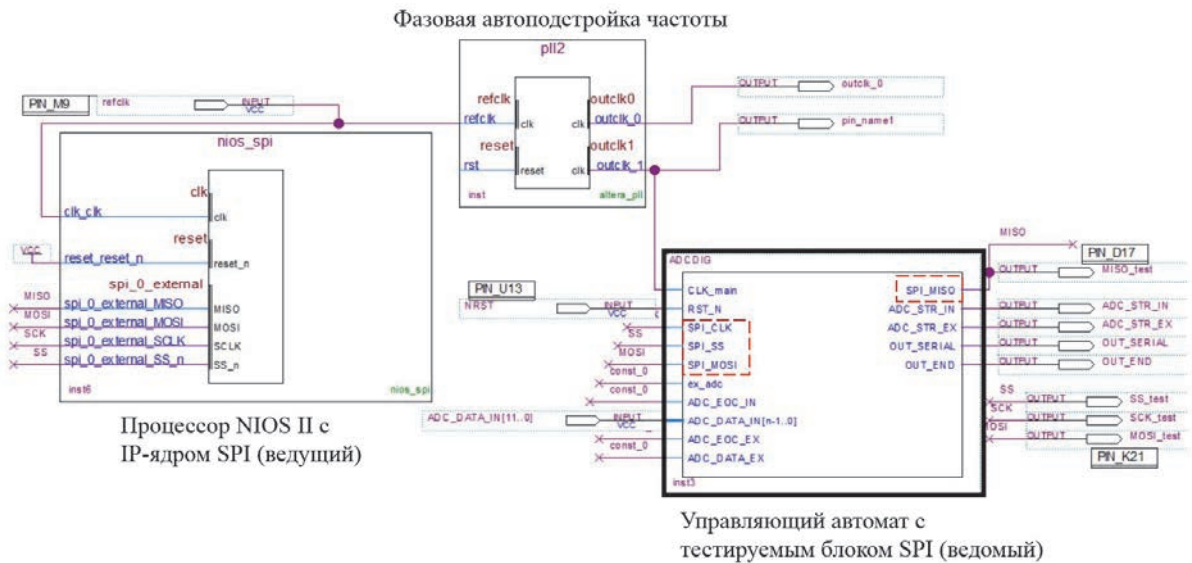 Фазовая автоподстройка частоты
pll2
PIN_M9
refclk
INPUT
VCC
refclk
refclk
clk
reset
rst
reset
outclk0
outclk_0
clk
outclk1
outclk_1
clk
inst
altera_pll
OUTPUT
outclk_0
OUTPUT
pin_name1
nios_spi
clk
clk_clk
clk
reset
VCC
reset_reset_n
reset_n
spi_0_external
MISO
spi_0_external_MISO
MISO
MOSI
spi_0_external_MOSI
MOSI
SCK
spi_0_external_SCLK
SCLK
SS
spi_0_external_SS_n
SS_n
inst6
nios_spi
Процессор NIOS II с
IP-ядром SPI (ведущий)
ADCDIG
PIN_U13
NRST
INPUT
VCC
SS
MOSI
const_0
ADC_DATA_IN[11..0]
INPUT
VCC
const_0
CLK_main
RST_N
SPI_CLK
SPI_SS
SPI_MOSI
ex_adc
ADC_EOC_IN
ADC_DATA_IN[n-1..0]
ADC_EOC_EX
ADC_DATA_EX
SPI_MISO
ADC_STR_IN
ADC_STR_EX
OUT_SERIAL
OUT_END
inst3
MISO
PIN_D17
OUTPUT
MISO_test
OUTPUT
ADC_STR_IN
OUTPUT
ADC_STR_EX
OUTPUT
OUT_SERIAL
OUTPUT
OUT_END
SS
OUTPUT
SS_test
SCK
OUTPUT
SCK_test
MOSI
OUTPUT
MOSI_test
PIN_K21
Управляющий автомат с
тестируемым блоком SPI (ведомый)